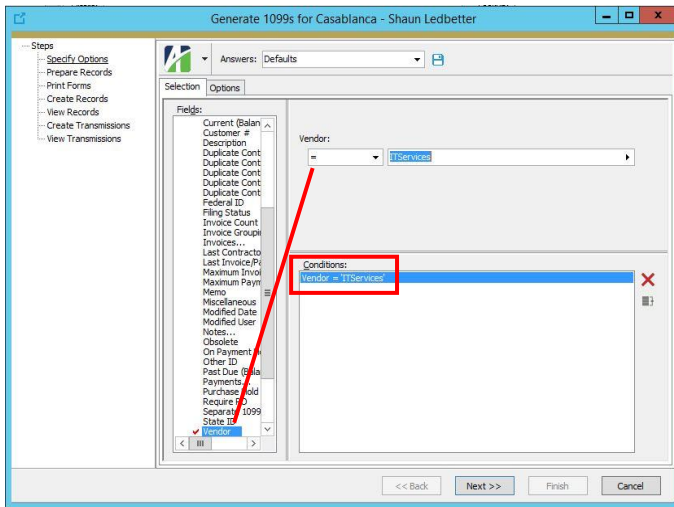 Generate 1099s for Casablanca - Shaun Ledbetter
Steps
Specify Options
Prepare Records
Print Forms
Create Records
View Records
Create Transmissions
View Transmissions
Answers: Defaults
Selection Options
Fields:
Current (Balan
Customer #
Description
Duplicate Cont
Duplicate Cont
Duplicate Cont
Duplicate Cont
Duplicate Cont
Federal ID
Filing Status
Invoice Count
Invoice Groupi
Invoices...
Last Contracto
Last Invoice/Pa
Maximum Invoi
Maximum Paym
Memo
Miscellaneous
Modified Date
Modified User
Notes...
Obsolete
On Payment
Other ID
Past Due (Bala
Payments...
Purchase Hold
Require PO
Separate 1099
State ID
Vendor
Vendor:
= ITServices
Conditions:
Vendor = 'ITServices'
<< Back Next >> Finish Cancel